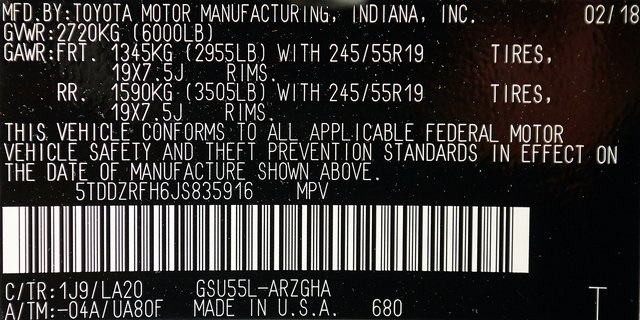 MFD.BY:TOYOTA MOTOR MANUFACTURING, INDIANA, INC. 02/18
GVWR:2720KG (6000LB)
GAWR:FRT. 1345KG (2955LB) WITH 245/55R19 TIRES,
19X7.5J RIMS.
RR. 1590KG (3505LB) WITH 245/55R19 TIRES,
19X7.5J RIMS.
THIS VEHICLE CONFORMS TO ALL APPLICABLE FEDERAL MOTOR
VEHICLE SAFETY AND THEFT PREVENTION STANDARDS IN EFFECT ON
THE DATE OF MANUFACTURE SHOWN ABOVE.
5TDDZRFH6JS835916 MPV
C/TR:1J9/LA20 GSU55L-ARZGHA
A/TM:-04A/UA80F MADE IN U.S.A. 680 T